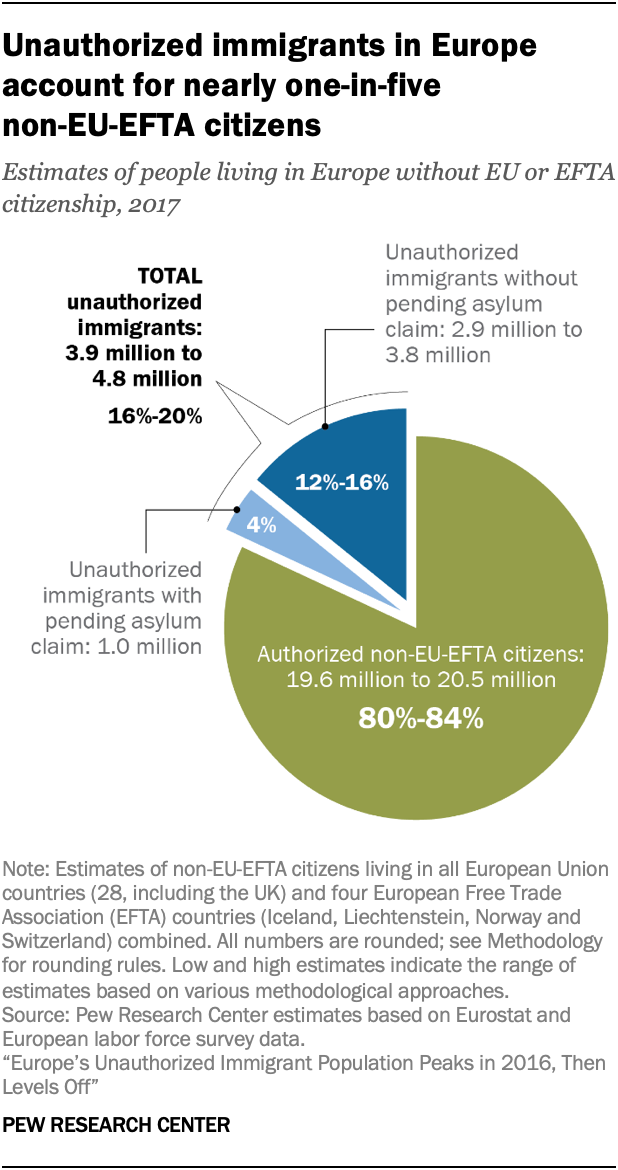 Unauthorized immigrants in Europe
account for nearly one-in-five
non-EU-EFTA citizens
Estimates of people living in Europe without EU or EFTA
citizenship, 2017
Unauthorized
immigrants without
pending asylum
claim: 2.9 million to
3.8 million
TOTAL
unauthorized
immigrants:
3.9 million to
4.8 million
16%-20%
12%-16%
4%
Unauthorized
immigrants with
pending asylum
claim: 1.0 million
Authorized non-EU-EFTA citizens:
19.6 million to 20.5 million
80%-84%
Note: Estimates of non-EU-EFTA citizens living in all European Union
countries (28, including the UK) and four European Free Trade
Association (EFTA) countries (Iceland, Liechtenstein, Norway and
Switzerland) combined. All numbers are rounded; see Methodology
for rounding rules. Low and high estimates indicate the range of
estimates based on various methodological approaches.
Source: Pew Research Center estimates based on Eurostat and
European labor force survey data.
“Europe’s Unauthorized Immigrant Population Peaks in 2016, Then
Levels Off”
PEW RESEARCH CENTER